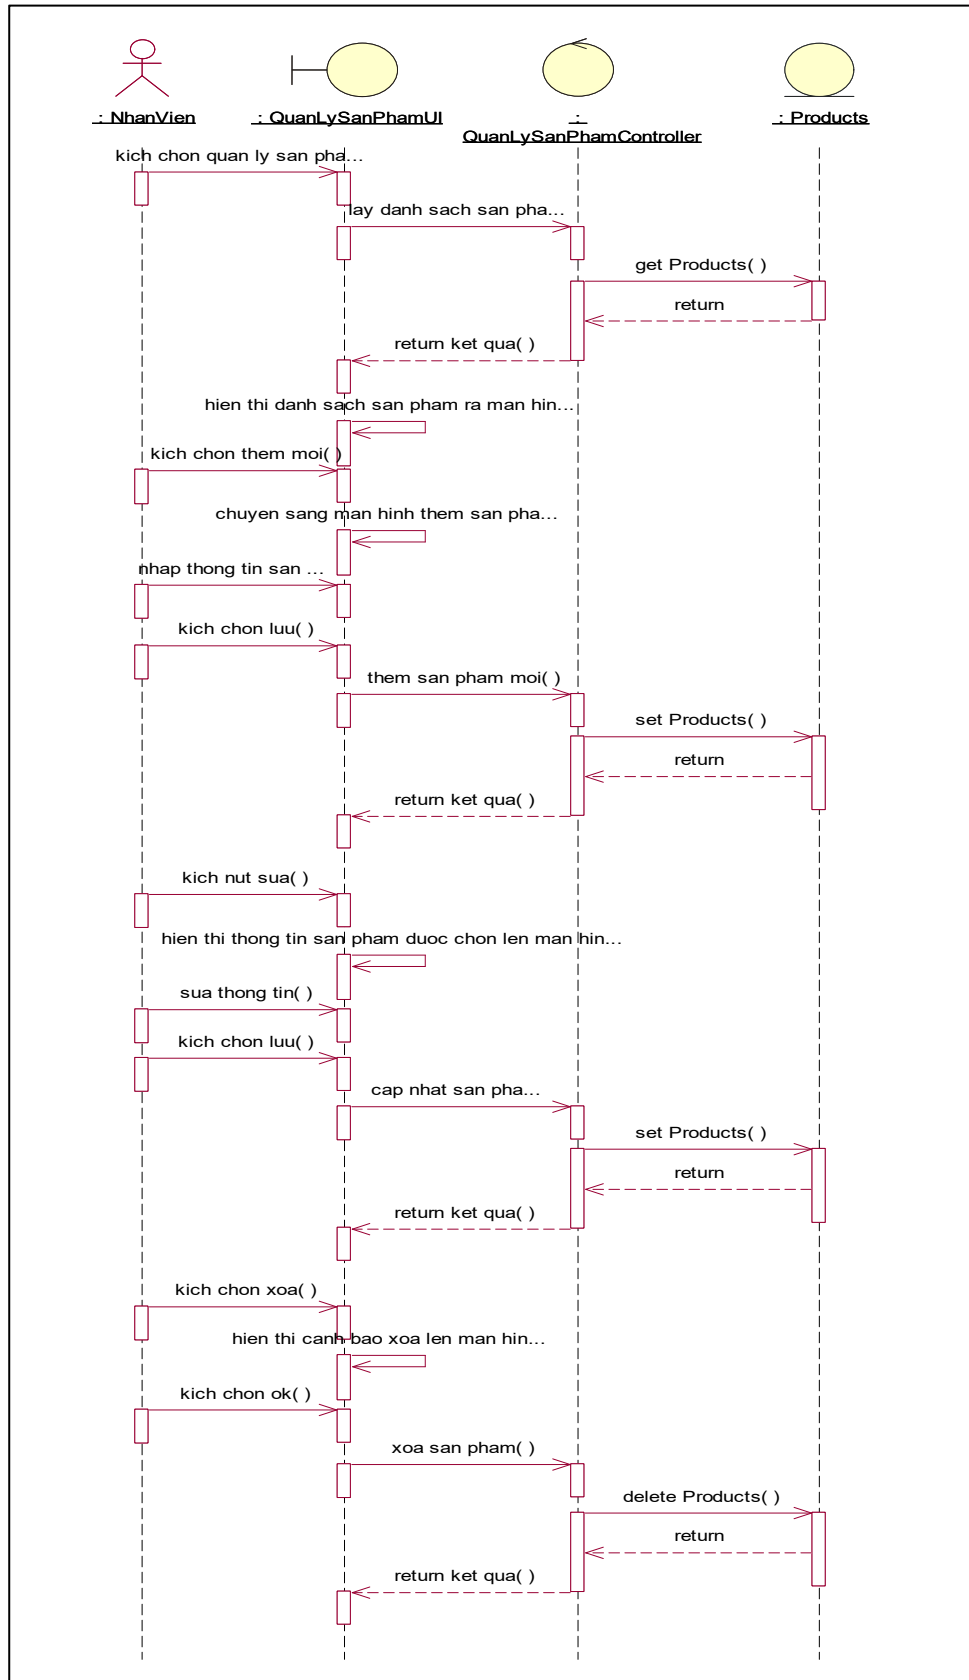 : NhanVien
: QuanLySanPhamUI
:
QuanLySanPhamController
: Products
kich chon quan ly san pha...
lay danh sach san pha...
get Products( )
return
return ket qua( )
hien thi danh sach san pham ra man hin...
kich chon them moi( )
chuyen sang man hinh them san pha...
nhap thong tin san ...
kich chon luu( )
them san pham moi( )
set Products( )
return
return ket qua( )
kich nut sua( )
hien thi thong tin san pham duoc chon len man hin...
sua thong tin( )
kich chon luu( )
cap nhat san pha...
set Products( )
return
return ket qua( )
kich chon xoa( )
hien thi canh bao xoa len man hin...
kich chon ok( )
xoa san pham( )
delete Products( )
return
return ket qua( )